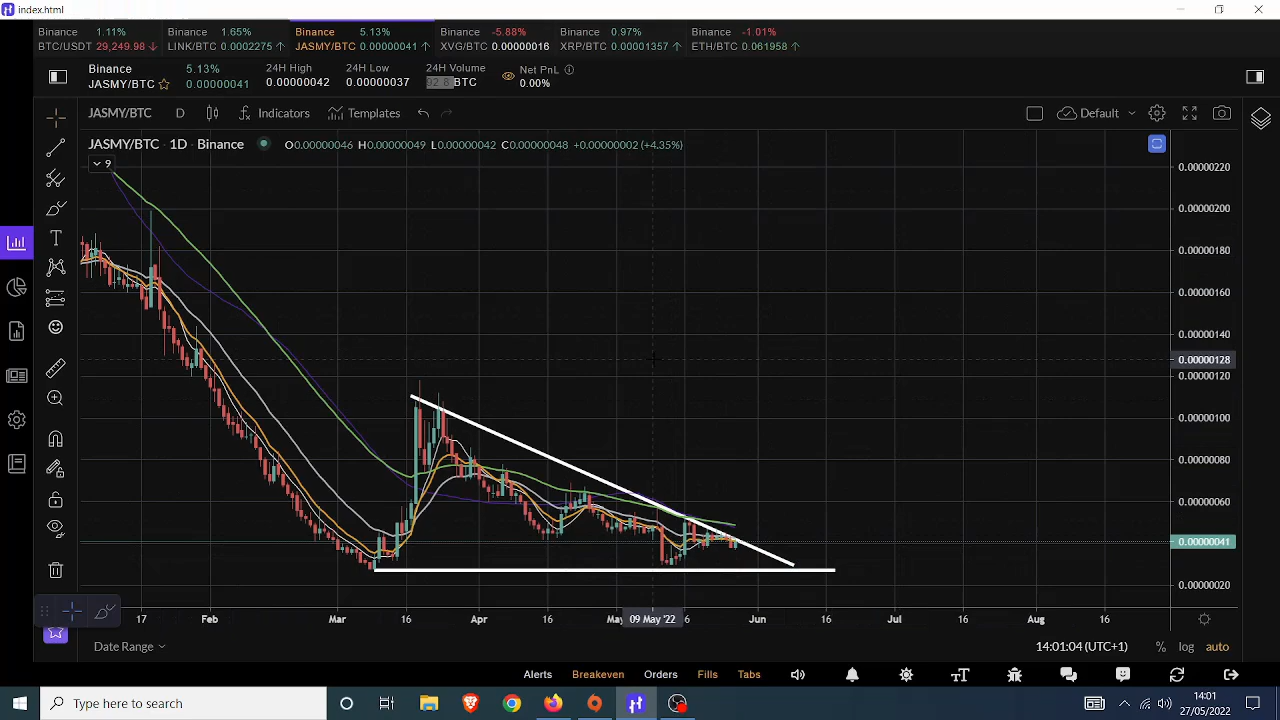 index.html
Binance 1.11% Binance 1.65% Binance 5.13% Binance -5.88% Binance 0.97% Binance -1.01%
BTC/USDT 29,249.98 ↓ LINK/BTC 0.0002275 ↑ JASMY/BTC 0.00000041 ↑ XVG/BTC 0.00000016 XRP/BTC 0.00001357 ↑ ETH/BTC 0.061958 ↑
Binance 5.13% 24H High 24H Low 24H Volume Net PnL
JASMY/BTC 0.00000041 0.00000042 0.00000037 BTC 0.00%
JASMY/BTC D Indicators Templates Default
JASMY/BTC · 1D · Binance O0.00000046 H0.00000049 L0.00000042 C0.00000048 +0.00000002 (+4.35%)
9
0.00000220
0.00000200
0.00000180
0.00000160
0.00000140
0.00000128
0.00000120
0.00000100
0.00000080
0.00000060
0.00000041
0.00000020
17 Feb Mar 16 Apr 16 May 09 May '22 6 Jun 16 Jul 16 Aug 16
Date Range 14:01:04 (UTC+1) % log auto
Alerts Breakeven Orders Fills Tabs
Type here to search
14:01
27/05/2022